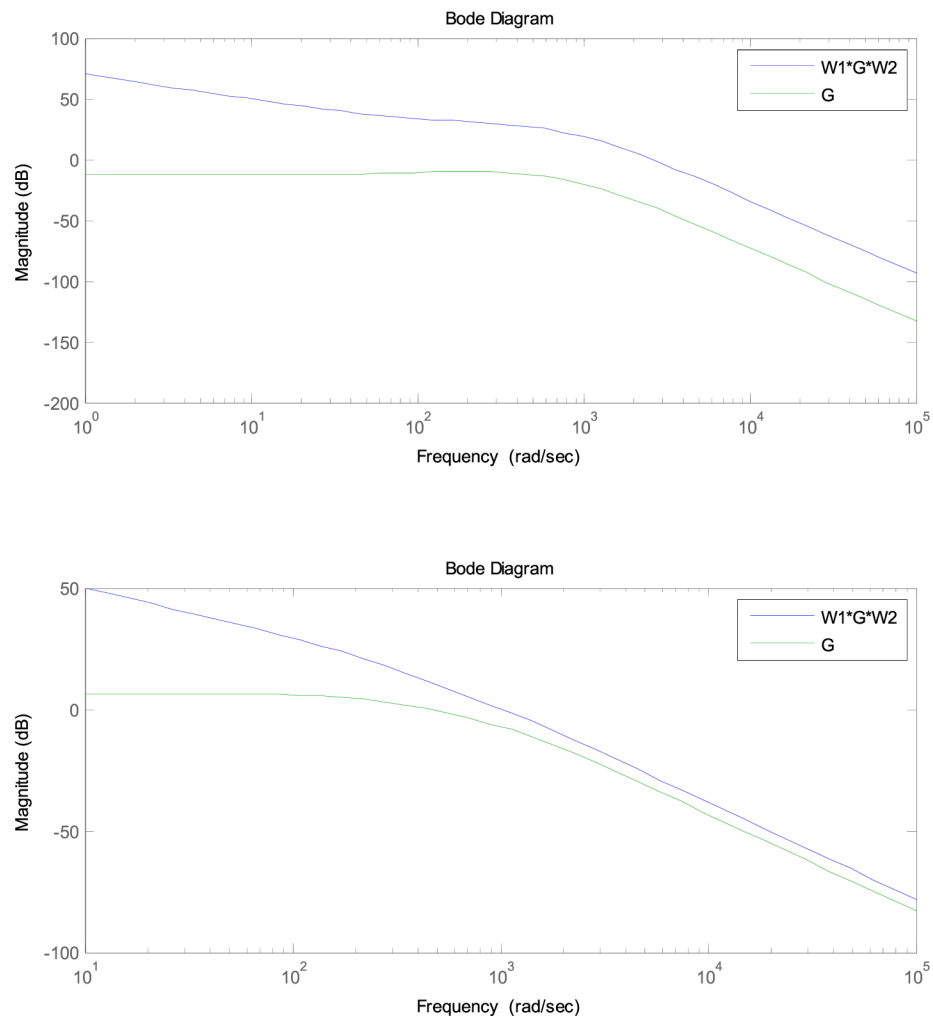 Bode Diagram
100
50
0
-50
-100
-150
-200
Magnitude (dB)
W1*G*W2
G
10^0 10^1 10^2 10^3 10^4 10^5
Frequency (rad/sec)
Bode Diagram
50
0
-50
-100
Magnitude (dB)
W1*G*W2
G
10^1 10^2 10^3 10^4 10^5
Frequency (rad/sec)